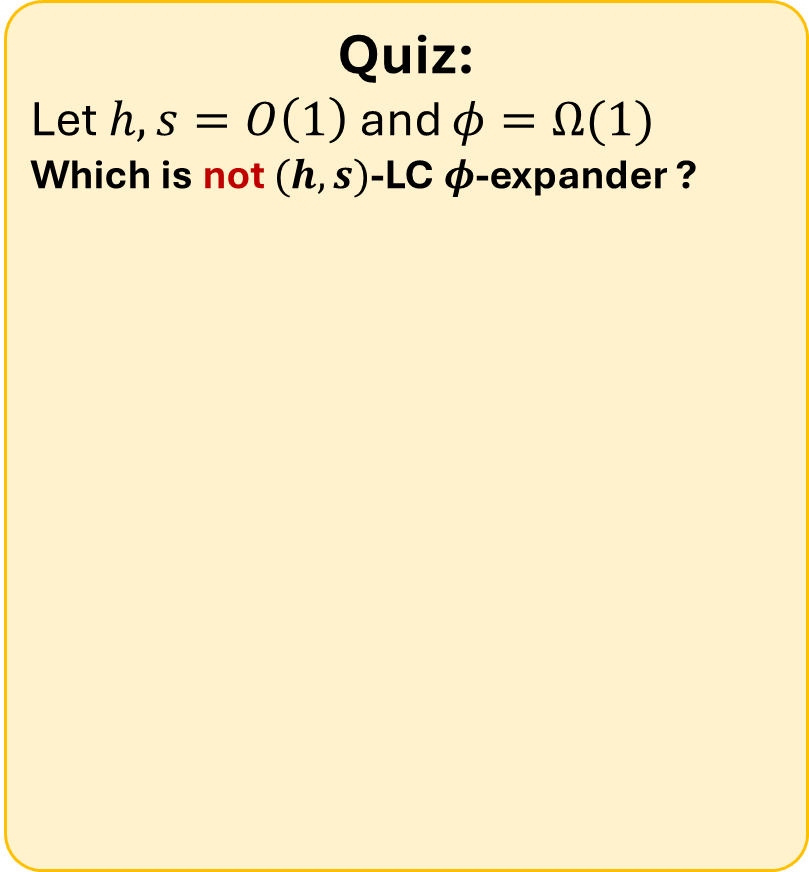 Quiz:
Let h, s = O(1) and ϕ = Ω(1)
Which is not (h, s)-LC ϕ-expander ?